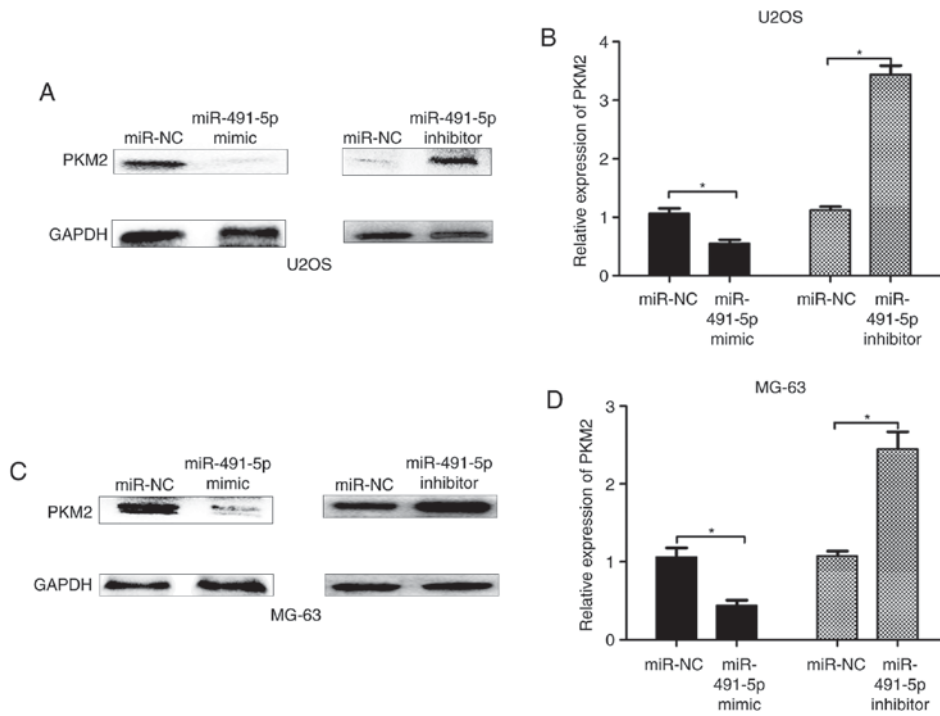 A
miR-NC
miR-491-5p
mimic
miR-NC
miR-491-5p
inhibitor
PKM2
GAPDH
U2OS
B
U2OS
Relative expression of PKM2
4
3
2
1
0
*
*
miR-NC
miR-
491-5p
mimic
miR-NC
miR-
491-5p
inhibitor
C
miR-NC
miR-491-5p
mimic
miR-NC
miR-491-5p
inhibitor
PKM2
GAPDH
MG-63
D
MG-63
Relative expression of PKM2
3
2
1
0
*
*
miR-NC
miR-
491-5p
mimic
miR-NC
miR-
491-5p
inhibitor